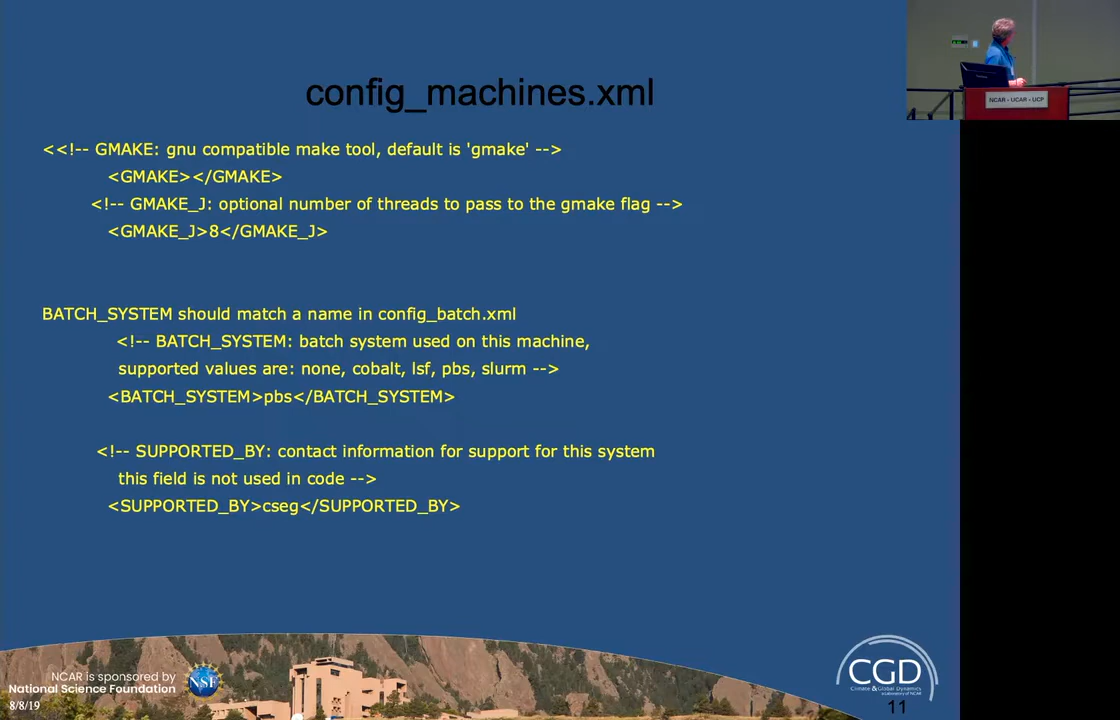 config_machines.xml
<<!-- GMAKE: gnu compatible make tool, default is 'gmake' -->
<GMAKE></GMAKE>
<!-- GMAKE_J: optional number of threads to pass to the gmake flag -->
<GMAKE_J>8</GMAKE_J>
BATCH_SYSTEM should match a name in config_batch.xml
<!-- BATCH_SYSTEM: batch system used on this machine,
supported values are: none, cobalt, lsf, pbs, slurm -->
<BATCH_SYSTEM>pbs</BATCH_SYSTEM>
<!-- SUPPORTED_BY: contact information for support for this system
this field is not used in code -->
<SUPPORTED_BY>cseg</SUPPORTED_BY>
NCAR • UCAR • UCP
NCAR is sponsored by
National Science Foundation
NSF
8/8/19
CGD
Climate & Global Dynamics
a Laboratory of NCAR
11